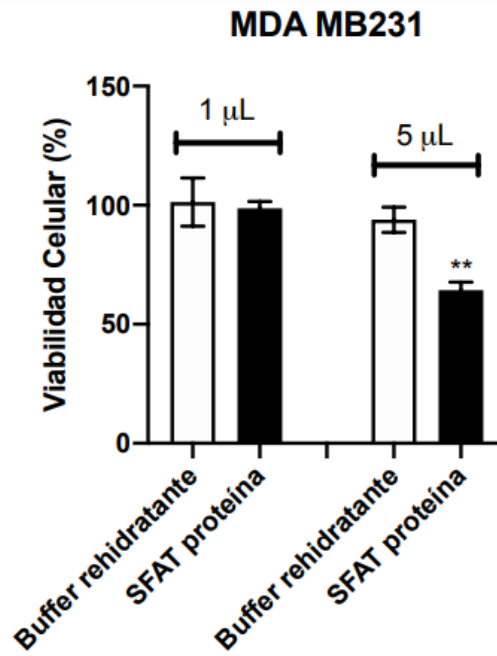 MDA MB231
Viabilidad Celular (%)
150
100
50
0
1 μL
5 μL
**
Buffer rehidratante
SFAT proteína
Buffer rehidratante
SFAT proteína